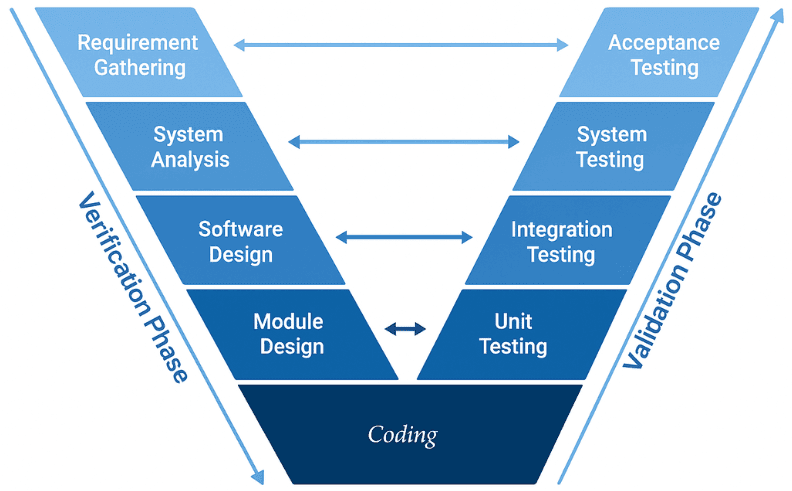 Requirement
Gathering
Acceptance
Testing
System
Analysis
System
Testing
Software
Design
Integration
Testing
Module
Design
Unit
Testing
Coding
Verification Phase
Validation Phase